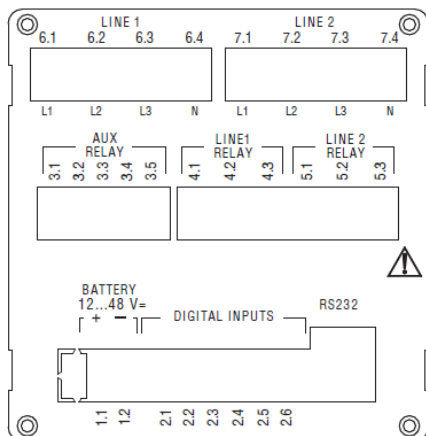 LINE 1 LINE 2
6.1 6.2 6.3 6.4 7.1 7.2 7.3 7.4
L1 L2 L3 N L1 L2 L3 N
AUX RELAY LINE1 RELAY LINE 2 RELAY
3.1 3.2 3.3 3.4 3.5 4.1 4.2 4.3 5.1 5.2 5.3
BATTERY
12...48 V=
+ – DIGITAL INPUTS RS232
1.1 1.2 2.1 2.2 2.3 2.4 2.5 2.6